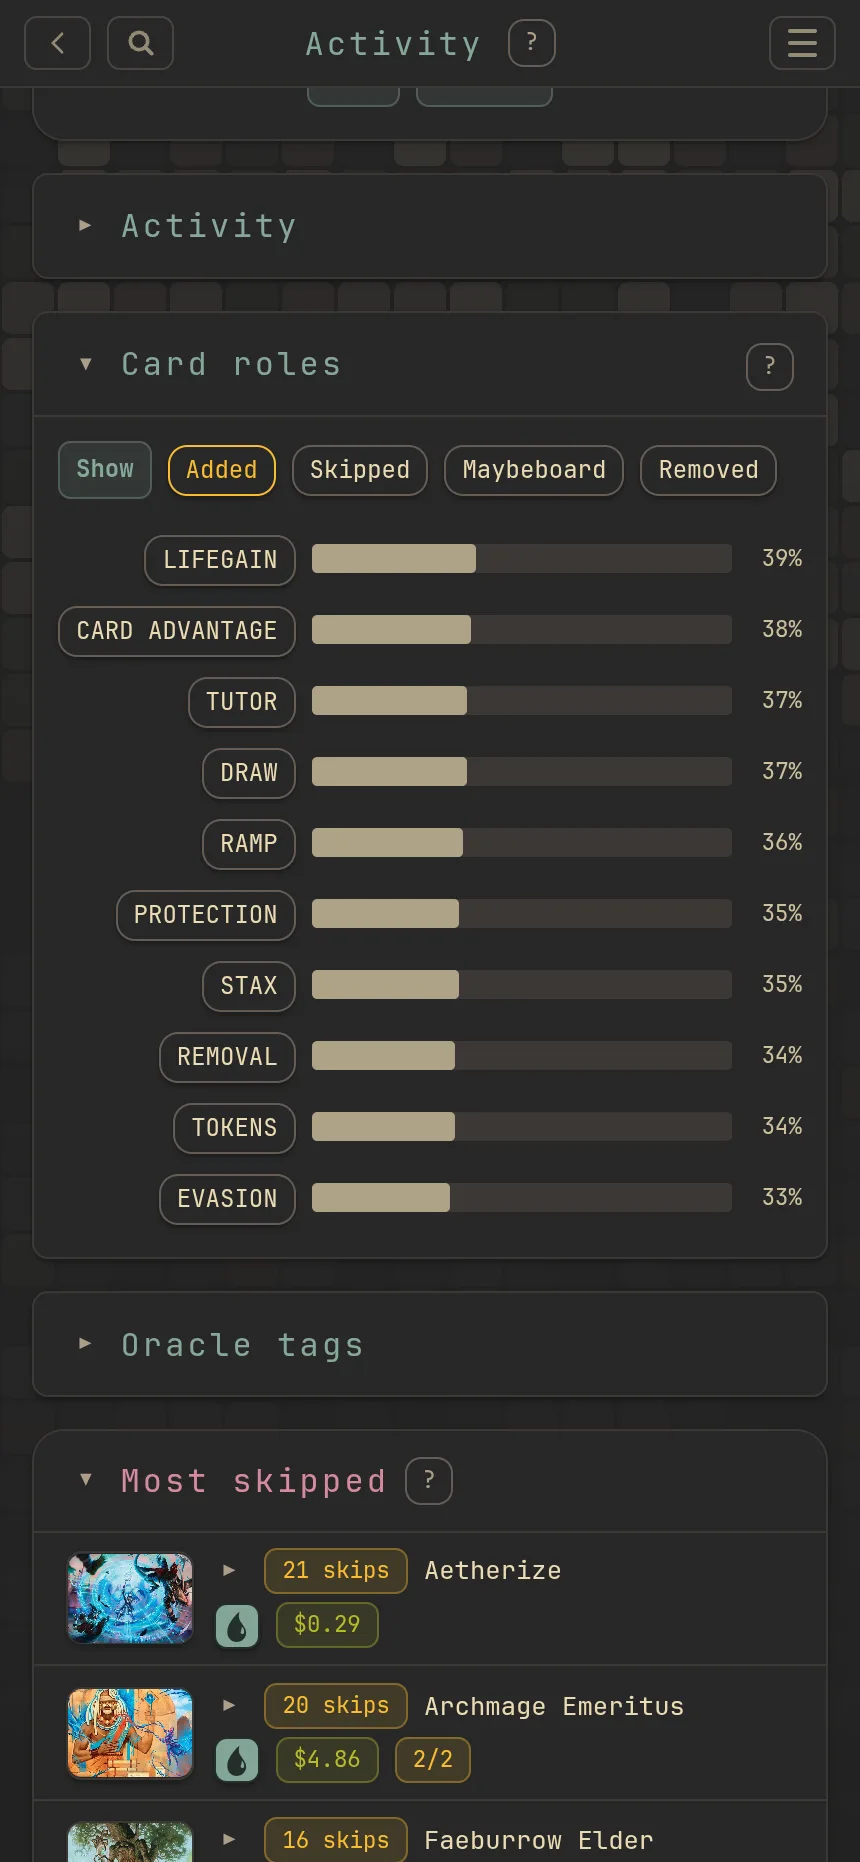 Activity ?
Activity
Card roles ?
Show Added Skipped Maybeboard Removed
LIFEGAIN 39%
CARD ADVANTAGE 38%
TUTOR 37%
DRAW 37%
RAMP 36%
PROTECTION 35%
STAX 35%
REMOVAL 34%
TOKENS 34%
EVASION 33%
Oracle tags
Most skipped ?
21 skips Aetherize
$0.29
20 skips Archmage Emeritus
$4.86 2/2
16 skips Faeburrow Elder